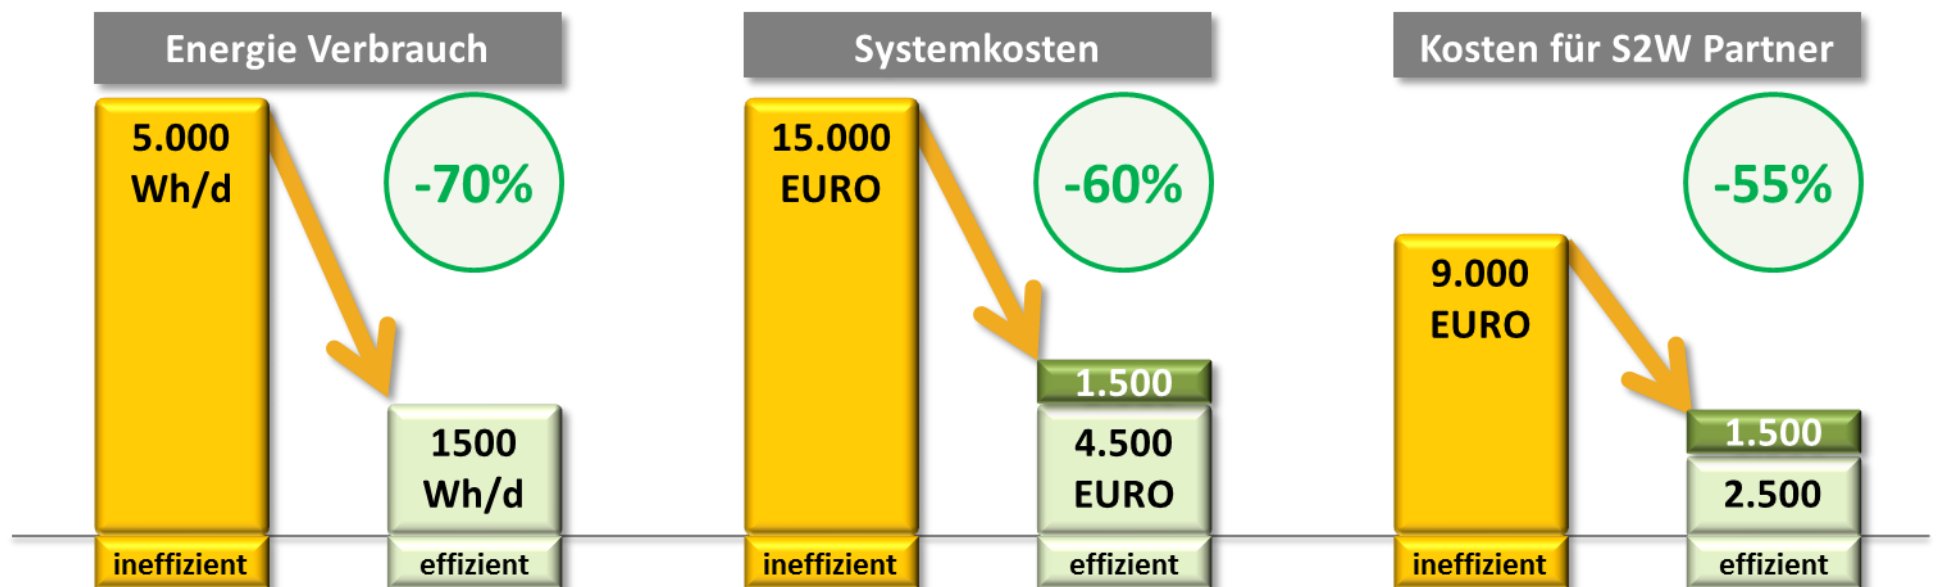 Energie Verbrauch
5.000
Wh/d
-70%
1500
Wh/d
ineffizient
effizient
Systemkosten
15.000
EURO
-60%
1.500
4.500
EURO
ineffizient
effizient
Kosten für S2W Partner
9.000
EURO
-55%
1.500
2.500
ineffizient
effizient